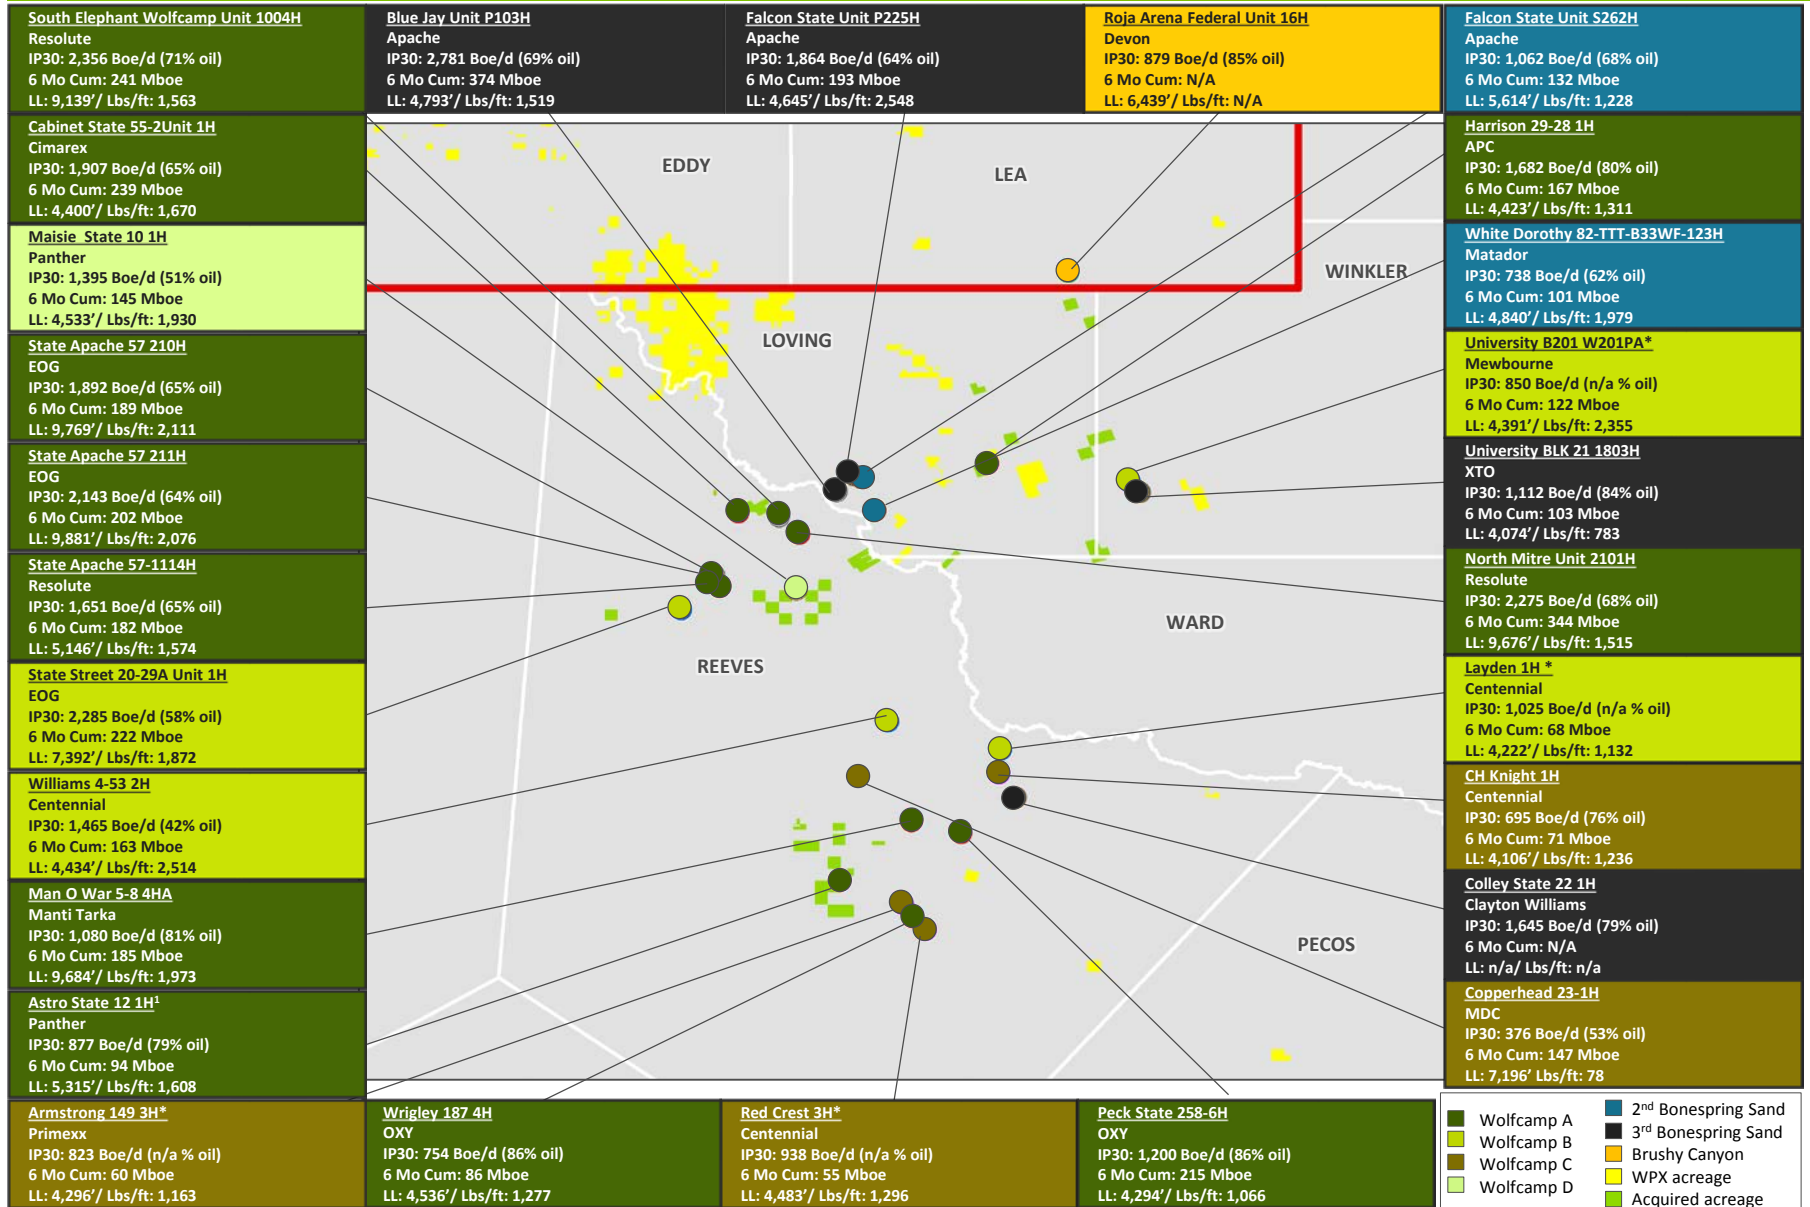 South Elephant Wolfcamp Unit 1004H
Resolute
IP30: 2,356 Boe/d (71% oil)
6 Mo Cum: 241 Mboe
LL: 9,139’/ Lbs/ft: 1,563
Blue Jay Unit P103H
Apache
IP30: 2,781 Boe/d (69% oil)
6 Mo Cum: 374 Mboe
LL: 4,793’/ Lbs/ft: 1,519
Falcon State Unit P225H
Apache
IP30: 1,864 Boe/d (64% oil)
6 Mo Cum: 193 Mboe
LL: 4,645’/ Lbs/ft: 2,548
Roja Arena Federal Unit 16H
Devon
IP30: 879 Boe/d (85% oil)
6 Mo Cum: N/A
LL: 6,439’/ Lbs/ft: N/A
Falcon State Unit S262H
Apache
IP30: 1,062 Boe/d (68% oil)
6 Mo Cum: 132 Mboe
LL: 5,614’/ Lbs/ft: 1,228
Cabinet State 55-2Unit 1H
Cimarex
IP30: 1,907 Boe/d (65% oil)
6 Mo Cum: 239 Mboe
LL: 4,400’/ Lbs/ft: 1,670
Maisie State 10 1H
Panther
IP30: 1,395 Boe/d (51% oil)
6 Mo Cum: 145 Mboe
LL: 4,533’/ Lbs/ft: 1,930
State Apache 57 210H
EOG
IP30: 1,892 Boe/d (65% oil)
6 Mo Cum: 189 Mboe
LL: 9,769’/ Lbs/ft: 2,111
State Apache 57 211H
EOG
IP30: 2,143 Boe/d (64% oil)
6 Mo Cum: 202 Mboe
LL: 9,881’/ Lbs/ft: 2,076
State Apache 57-1114H
Resolute
IP30: 1,651 Boe/d (65% oil)
6 Mo Cum: 182 Mboe
LL: 5,146’/ Lbs/ft: 1,574
State Street 20-29A Unit 1H
EOG
IP30: 2,285 Boe/d (58% oil)
6 Mo Cum: 222 Mboe
LL: 7,392’/ Lbs/ft: 1,872
Williams 4-53 2H
Centennial
IP30: 1,465 Boe/d (42% oil)
6 Mo Cum: 163 Mboe
LL: 4,434’/ Lbs/ft: 2,514
Man O War 5-8 4HA
Manti Tarka
IP30: 1,080 Boe/d (81% oil)
6 Mo Cum: 185 Mboe
LL: 9,684’/ Lbs/ft: 1,973
Astro State 12 1H¹
Panther
IP30: 877 Boe/d (79% oil)
6 Mo Cum: 94 Mboe
LL: 5,315’/ Lbs/ft: 1,608
EDDY
LEA
WINKLER
LOVING
WARD
REEVES
PECOS
Harrison 29-28 1H
APC
IP30: 1,682 Boe/d (80% oil)
6 Mo Cum: 167 Mboe
LL: 4,423’/ Lbs/ft: 1,311
White Dorothy 82-TTT-B33WF-123H
Matador
IP30: 738 Boe/d (62% oil)
6 Mo Cum: 101 Mboe
LL: 4,840’/ Lbs/ft: 1,979
University B201 W201PA*
Mewbourne
IP30: 850 Boe/d (n/a % oil)
6 Mo Cum: 122 Mboe
LL: 4,391’/ Lbs/ft: 2,355
University BLK 21 1803H
XTO
IP30: 1,112 Boe/d (84% oil)
6 Mo Cum: 103 Mboe
LL: 4,074’/ Lbs/ft: 783
North Mitre Unit 2101H
Resolute
IP30: 2,275 Boe/d (68% oil)
6 Mo Cum: 344 Mboe
LL: 9,676’/ Lbs/ft: 1,515
Layden 1H *
Centennial
IP30: 1,025 Boe/d (n/a % oil)
6 Mo Cum: 68 Mboe
LL: 4,222’/ Lbs/ft: 1,132
CH Knight 1H
Centennial
IP30: 695 Boe/d (76% oil)
6 Mo Cum: 71 Mboe
LL: 4,106’/ Lbs/ft: 1,236
Colley State 22 1H
Clayton Williams
IP30: 1,645 Boe/d (79% oil)
6 Mo Cum: N/A
LL: n/a/ Lbs/ft: n/a
Copperhead 23-1H
MDC
IP30: 376 Boe/d (53% oil)
6 Mo Cum: 147 Mboe
LL: 7,196’ Lbs/ft: 78
Armstrong 149 3H*
Primexx
IP30: 823 Boe/d (n/a % oil)
6 Mo Cum: 60 Mboe
LL: 4,296’/ Lbs/ft: 1,163
Wrigley 187 4H
OXY
IP30: 754 Boe/d (86% oil)
6 Mo Cum: 86 Mboe
LL: 4,536’/ Lbs/ft: 1,277
Red Crest 3H*
Centennial
IP30: 938 Boe/d (n/a % oil)
6 Mo Cum: 55 Mboe
LL: 4,483’/ Lbs/ft: 1,296
Peck State 258-6H
OXY
IP30: 1,200 Boe/d (86% oil)
6 Mo Cum: 215 Mboe
LL: 4,294’/ Lbs/ft: 1,066
Wolfcamp A
Wolfcamp B
Wolfcamp C
Wolfcamp D
2nd Bonespring Sand
3rd Bonespring Sand
Brushy Canyon
WPX acreage
Acquired acreage